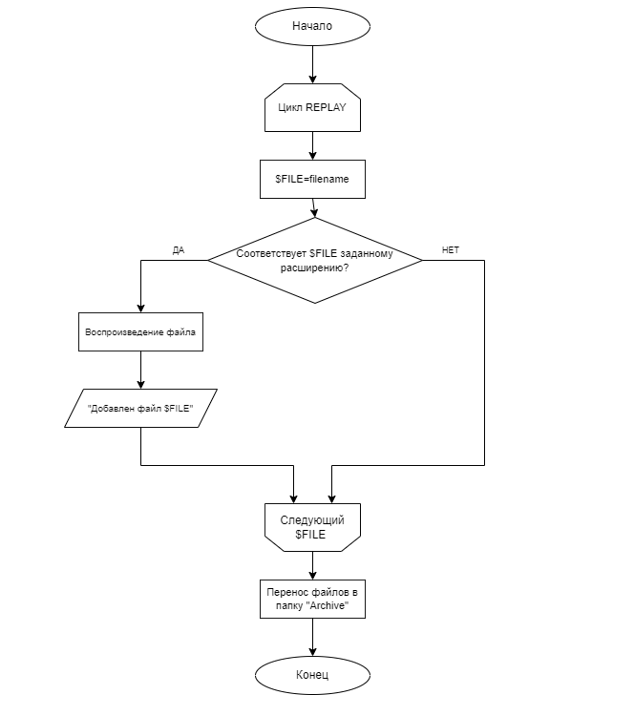 Начало
Цикл REPLAY
$FILE=filename
Соответствует $FILE заданному
расширению?
ДА
НЕТ
Воспроизведение файла
"Добавлен файл $FILE"
Следующий
$FILE
Перенос файлов в
папку "Archive"
Конец